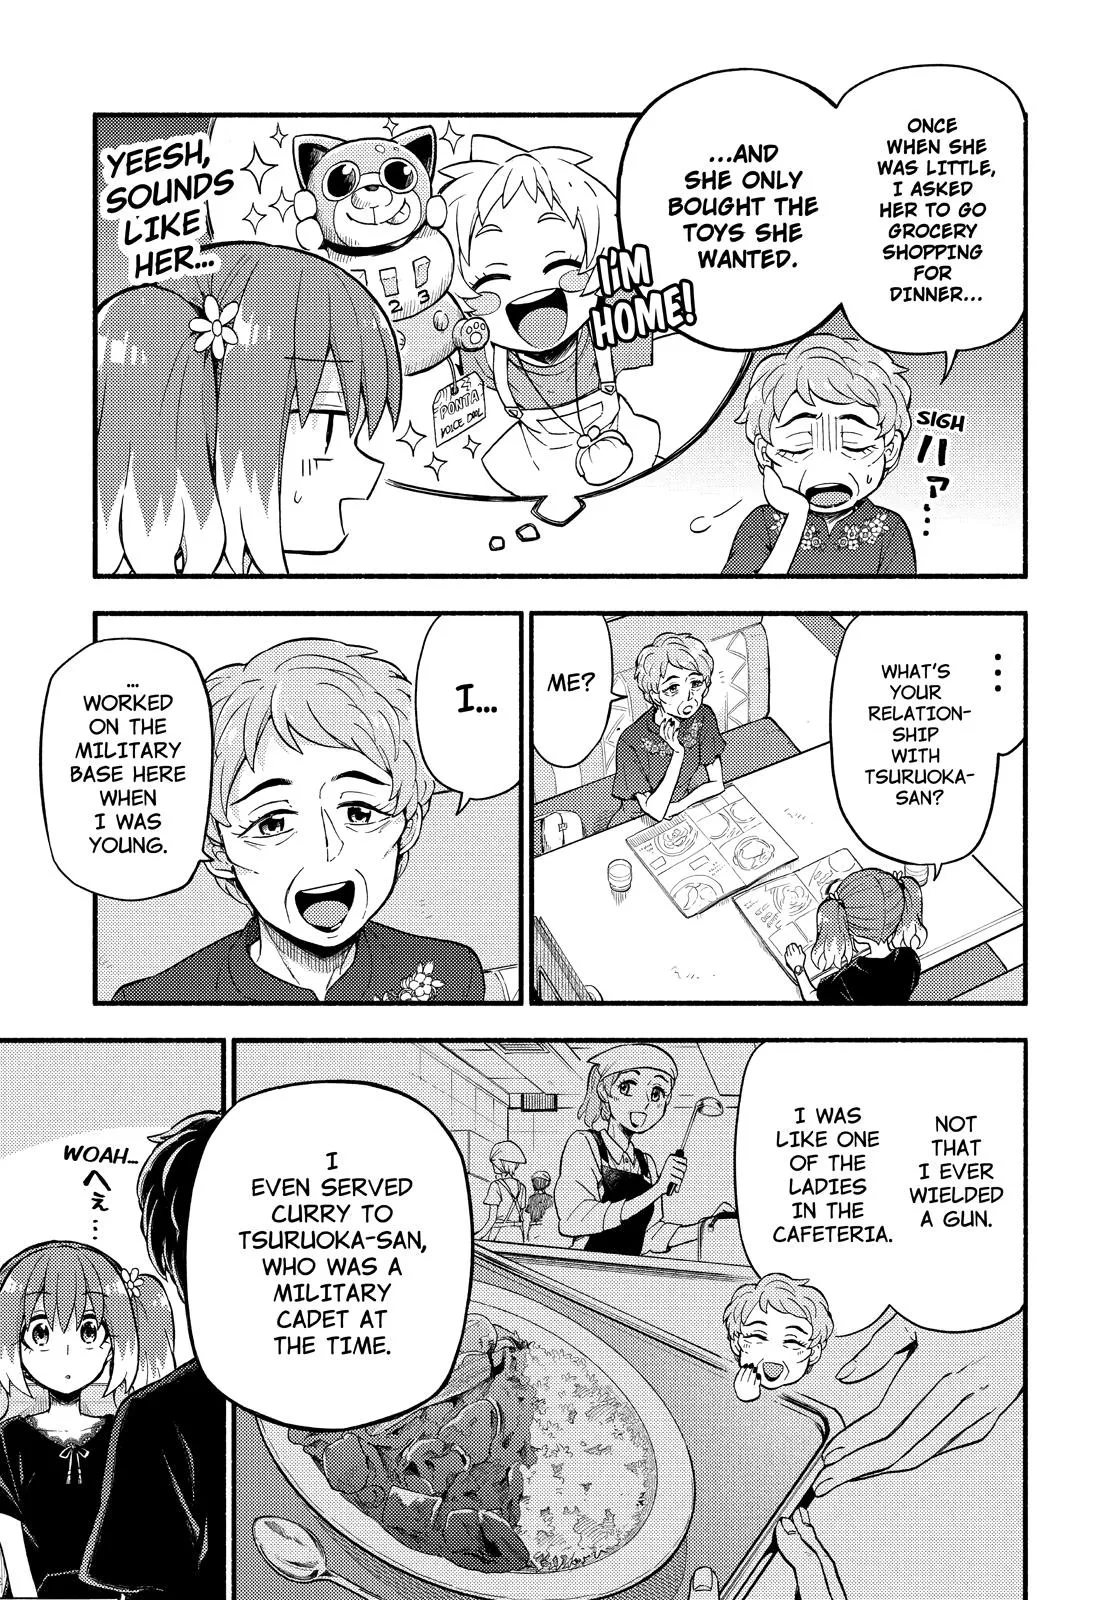 ONCE
WHEN SHE
WAS LITTLE,
I ASKED
HER TO GO
GROCERY
SHOPPING
FOR
DINNER...
...AND
SHE ONLY
BOUGHT THE
TOYS SHE
WANTED.
SIGH
ハァ…
I'M
HOME!
23
PONTA
VOICE DOLL
YEESH,
SOUNDS
LIKE
HER...
...
WHAT'S
YOUR
RELATION-
SHIP
WITH
TSURUOKA-
SAN?
ME?
I...
...
WORKED
ON THE
MILITARY
BASE HERE
WHEN
I WAS
YOUNG.
NOT
THAT
I EVER
WIELDED
A GUN.
I WAS
LIKE ONE
OF THE
LADIES
IN THE
CAFETERIA.
I
EVEN SERVED
CURRY TO
TSURUOKA-SAN,
WHO WAS A
MILITARY
CADET AT
THE TIME.
WOAH...
へぇ…